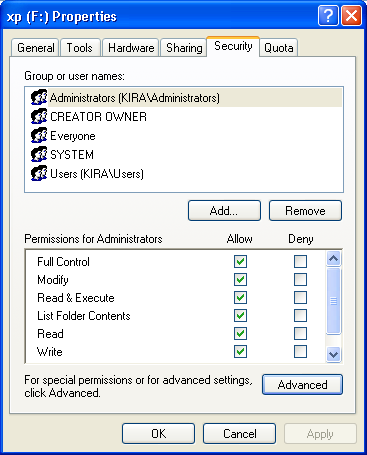 xp (F:) Properties
General Tools Hardware Sharing Security Quota
Group or user names:
Administrators (KIRA\Administrators)
CREATOR OWNER
Everyone
SYSTEM
Users (KIRA\Users)
Add... Remove
Permissions for Administrators Allow Deny
Full Control
Modify
Read & Execute
List Folder Contents
Read
Write
For special permissions or for advanced settings,
click Advanced.
Advanced
OK Cancel Apply